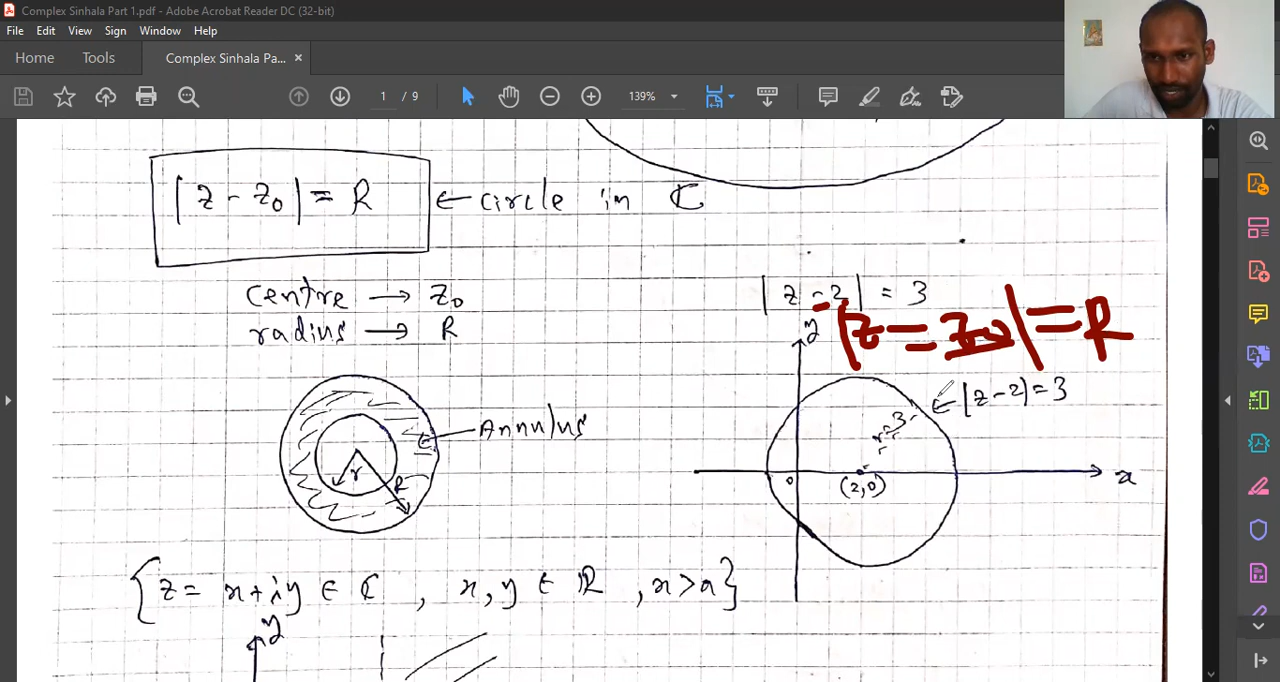 Complex Sinhala Part 1.pdf - Adobe Acrobat Reader DC (32-bit)
File Edit View Sign Window Help
Home Tools Complex Sinhala Pa... ×
1 / 9 139%
|z - z₀| = R ← circle in ℂ
centre → z₀
radius → R
|z - 2| = 3
|z - z₀| = R
y
← |z - 2| = 3
r = 3
← Annulus
r
R
0
(2,0)
x
{z = x + iy ∈ ℂ , x, y ∈ ℝ , x > a}
y